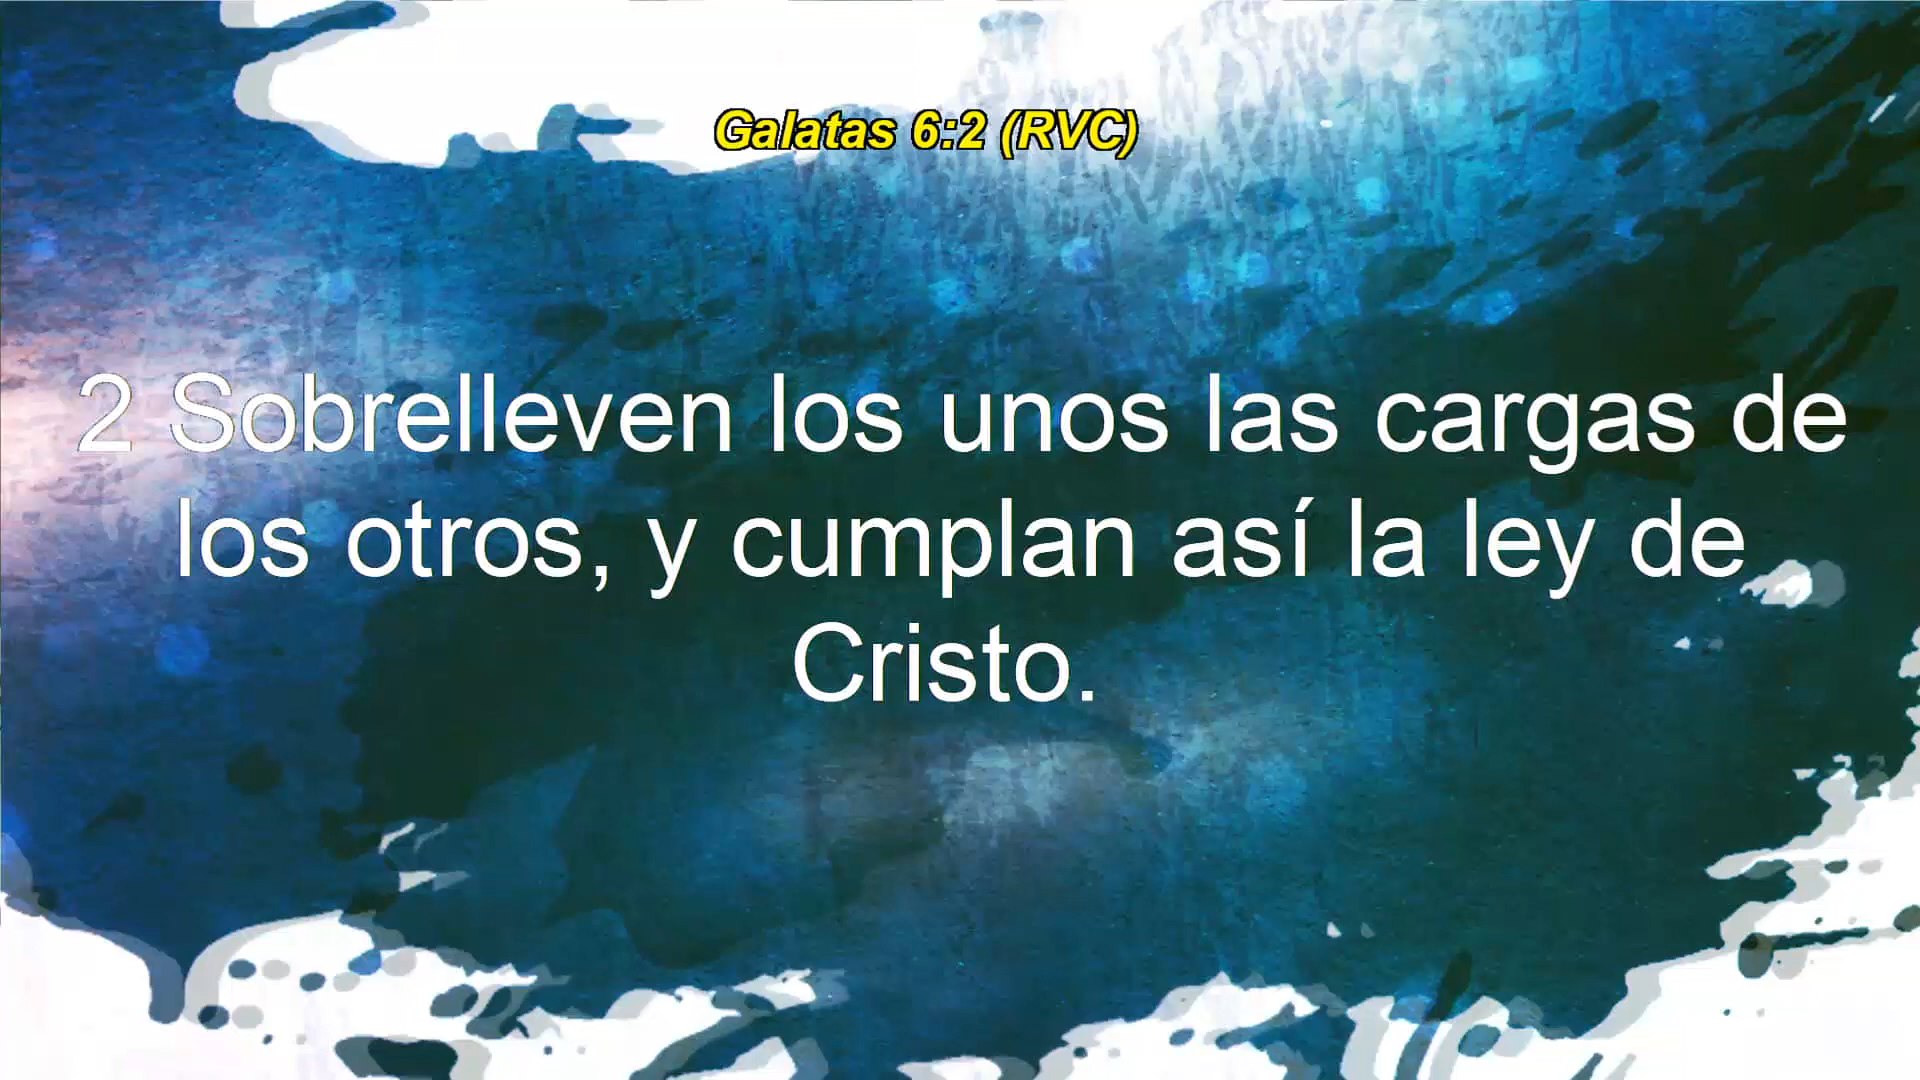 Galatas 6:2 (RVC)
2 Sobrelleven los unos las cargas de
los otros, y cumplan así la ley de
Cristo.